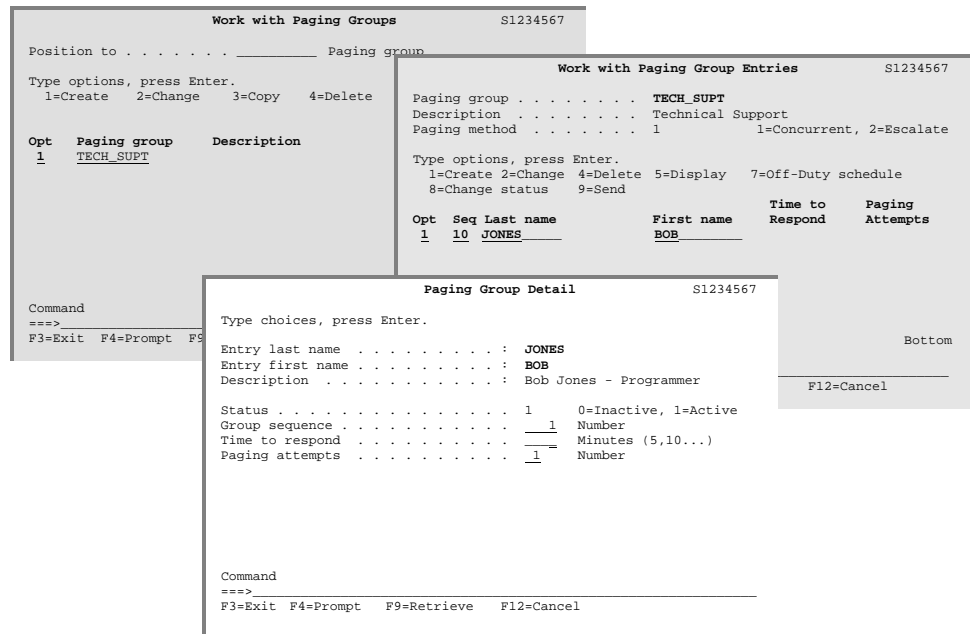 Work with Paging Groups S1234567
Position to . . . . . . . __________ Paging group
Type options, press Enter.
1=Create 2=Change 3=Copy 4=Delete
Opt Paging group Description
1 TECH_SUPT
Command
===>
F3=Exit F4=Prompt
Work with Paging Group Entries S1234567
Paging group . . . . . . . . TECH_SUPT
Description . . . . . . . . Technical Support
Paging method . . . . . . . 1 1=Concurrent, 2=Escalate
Type options, press Enter.
1=Create 2=Change 4=Delete 5=Display 7=Off-Duty schedule
8=Change status 9=Send
Time to Paging
Opt Seq Last name First name Respond Attempts
1 10 JONES_____ BOB________
Bottom
F12=Cancel
Paging Group Detail S1234567
Type choices, press Enter.
Entry last name . . . . . . . . . : JONES
Entry first name . . . . . . . . . : BOB
Description . . . . . . . . . . . : Bob Jones - Programmer
Status . . . . . . . . . . . . . . . 1 0=Inactive, 1=Active
Group sequence . . . . . . . . . . . 1 Number
Time to respond . . . . . . . . . . ____ Minutes (5,10...)
Paging attempts . . . . . . . . . . 1 Number
Command
===>
F3=Exit F4=Prompt F9=Retrieve F12=Cancel